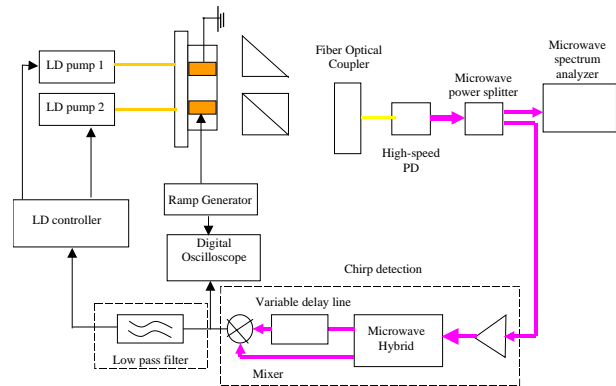 LD pump 1
LD pump 2
Fiber Optical
Coupler
Microwave
power splitter
Microwave
spectrum
analyzer
High-speed
PD
Ramp Generator
LD controller
Digital
Oscilloscope
Chirp detection
Variable delay line
Microwave
Hybrid
Low pass filter
Mixer